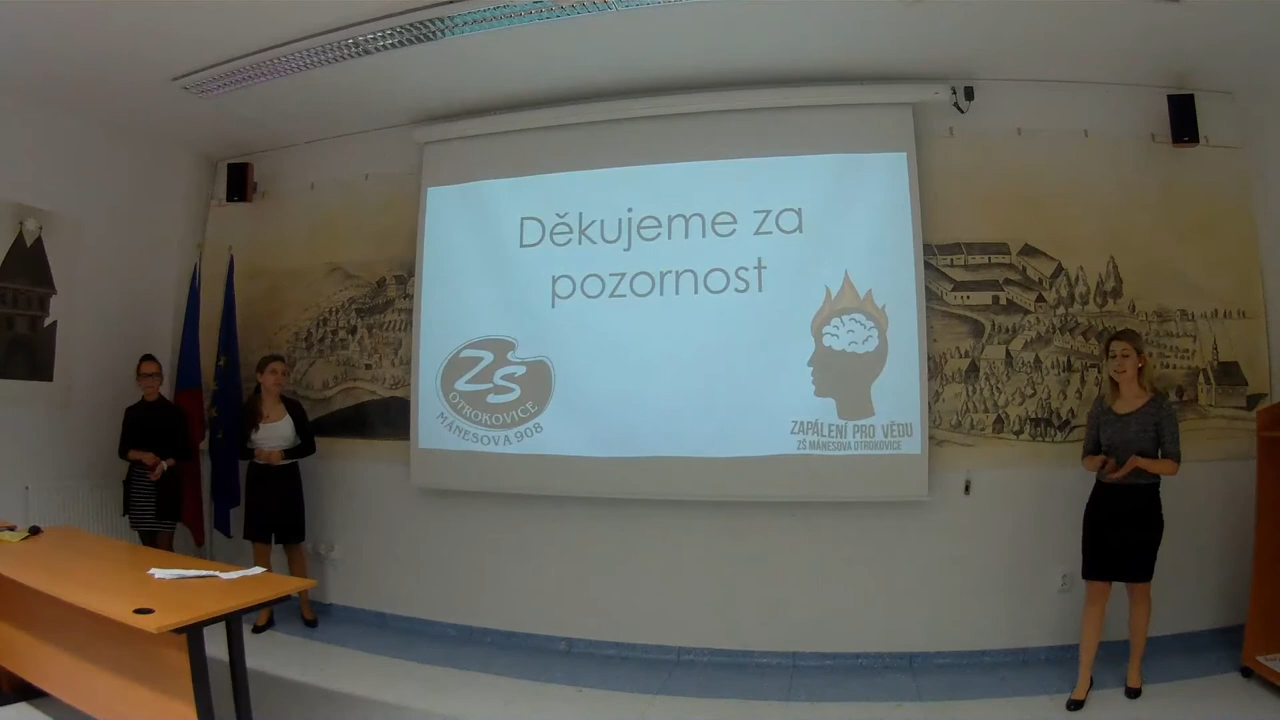 Děkujeme za
pozornost
ZŠ
OTROKOVICE
MÁNESOVA 908
ZAPÁLENÍ PRO VĚDU
ZŠ MÁNESOVA OTROKOVICE